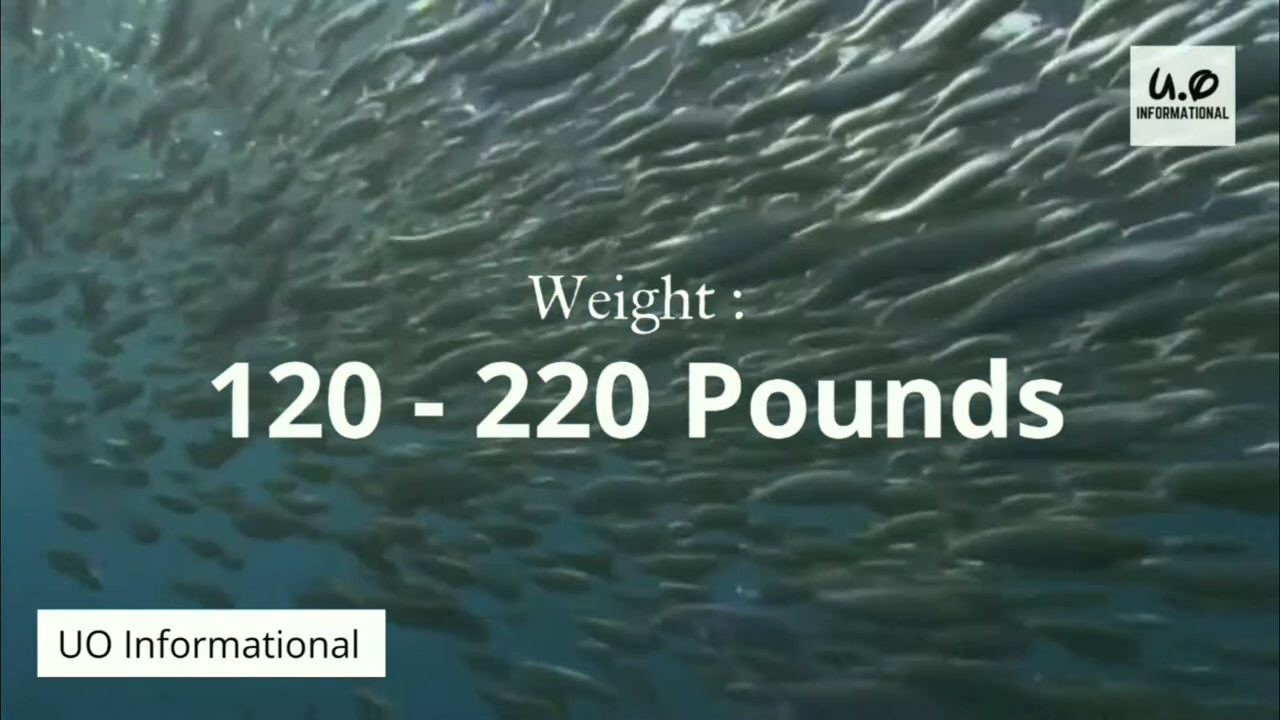 U.O
INFORMATIONAL
Weight :
120 - 220 Pounds
UO Informational